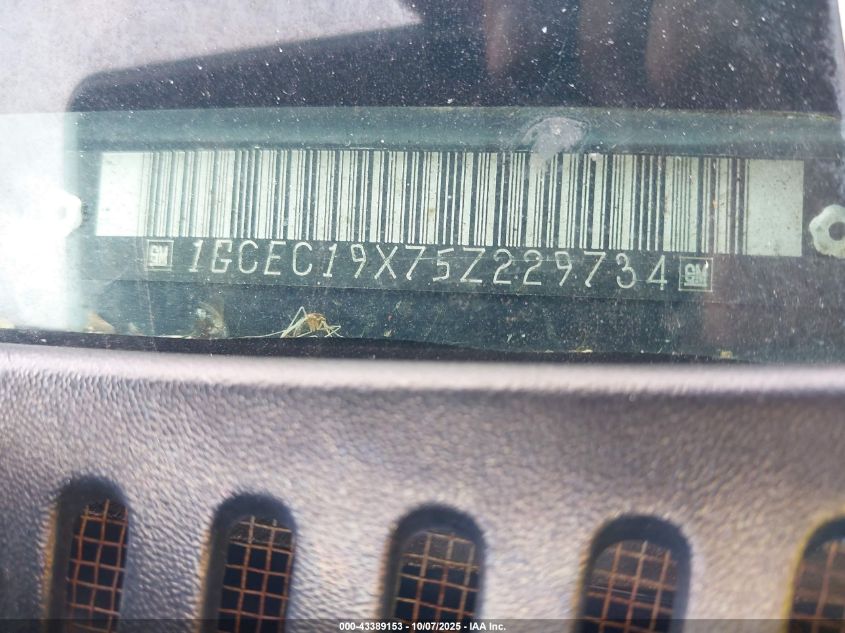 GM 1GCEC19X75Z229734 GM
000-43389153 - 10/07/2025 - IAA Inc.